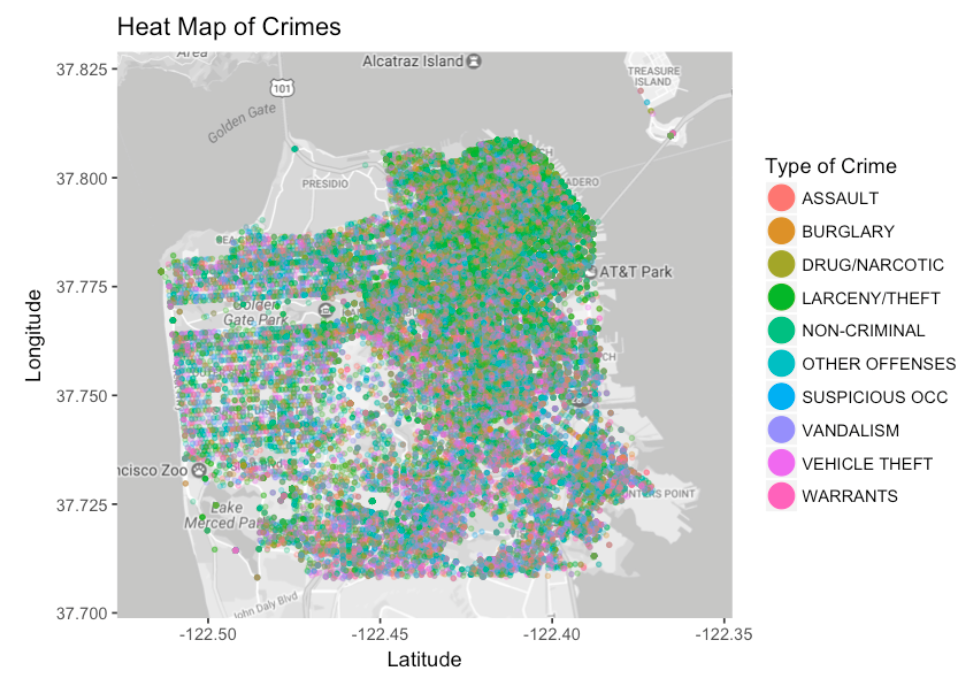 Heat Map of Crimes
37.825
37.800
37.775
37.750
37.725
37.700
Longitude
-122.50
-122.45
-122.40
-122.35
Latitude
Area
Alcatraz Island
TREASURE
ISLAND
101
Golden Gate
PRESIDIO
ADERO
AT&T Park
Golden
Gate Park
ncisco Zoo
Lake
Merced Park
NTERS POINT
John Daly Blvd
Type of Crime
ASSAULT
BURGLARY
DRUG/NARCOTIC
LARCENY/THEFT
NON-CRIMINAL
OTHER OFFENSES
SUSPICIOUS OCC
VANDALISM
VEHICLE THEFT
WARRANTS